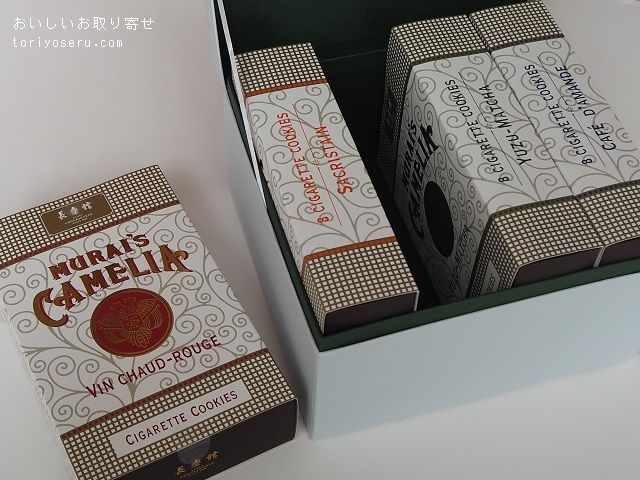 おいしいお取り寄せ
toriyoseru.com
長楽館
MURAI'S
CAMELIA
VIN CHAUD-ROUGE
CIGARETTE COOKIES
長楽館
8 CIGARETTE COOKIES
SACRISTAIN
MURAI'S
CAMELIA
8 CIGARETTE COOKIES
YUZU-MATCHA
8 CIGARETTE COOKIES
CAFÉ D'AMANDE